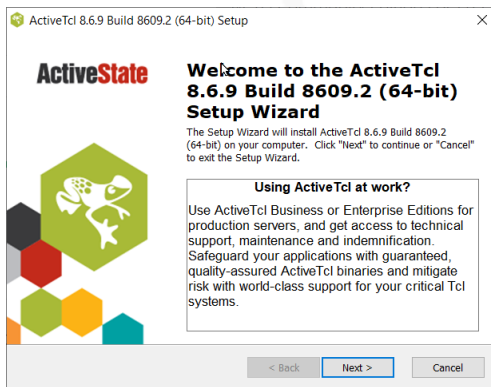 ActiveTcl 8.6.9 Build 8609.2 (64-bit) Setup
ActiveState
Welcome to the ActiveTcl
8.6.9 Build 8609.2 (64-bit)
Setup Wizard
The Setup Wizard will install ActiveTcl 8.6.9 Build 8609.2
(64-bit) on your computer. Click "Next" to continue or "Cancel"
to exit the Setup Wizard.
Using ActiveTcl at work?
Use ActiveTcl Business or Enterprise Editions for
production servers, and get access to technical
support, maintenance and indemnification.
Safeguard your applications with guaranteed,
quality-assured ActiveTcl binaries and mitigate
risk with world-class support for your critical Tcl
systems.
< Back
Next >
Cancel